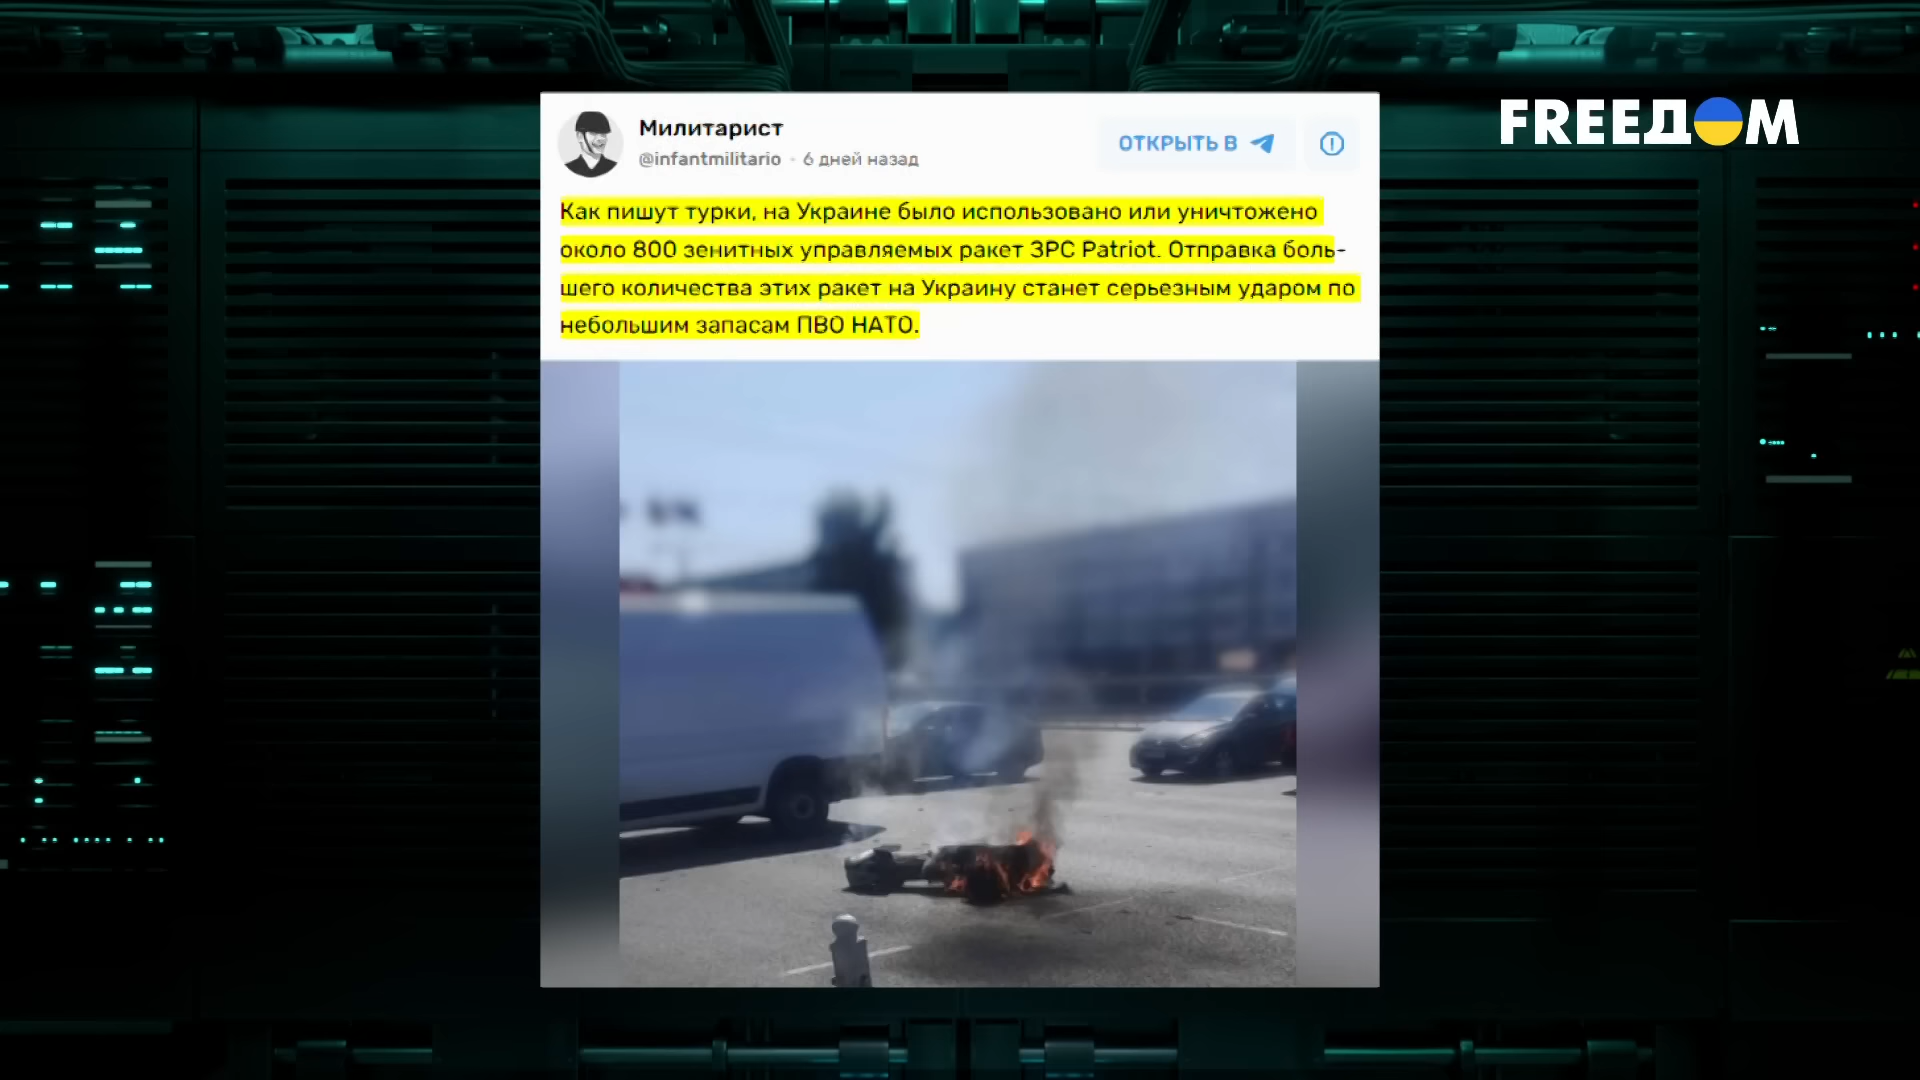 FREEДОМ
Милитарист
@infantmilitario · 6 дней назад
ОТКРЫТЬ В
Как пишут турки, на Украине было использовано или уничтожено
около 800 зенитных управляемых ракет ЗРС Patriot. Отправка боль-
шего количества этих ракет на Украину станет серьезным ударом по
небольшим запасам ПВО НАТО.